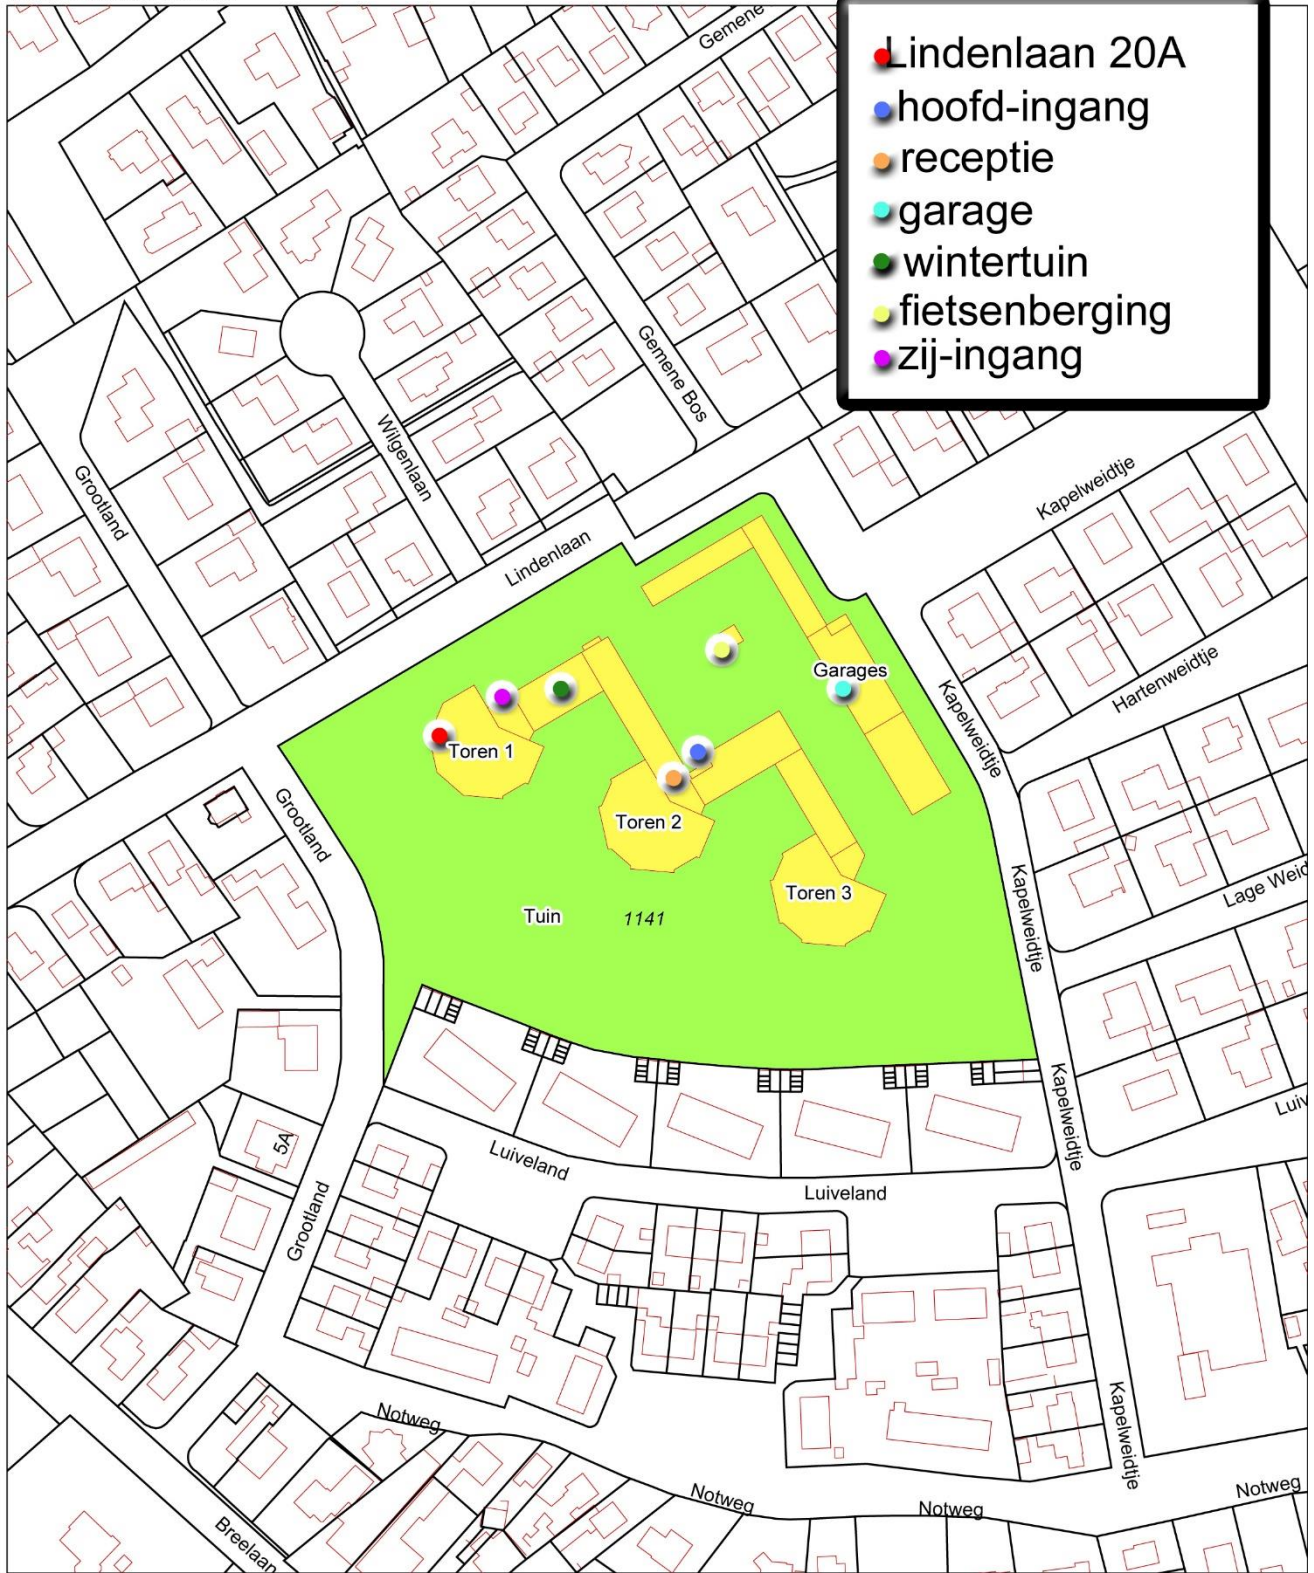 Gemene
Lindenlaan 20A
hoofd-ingang
receptie
garage
wintertuin
fietsenberging
zij-ingang
Gemene Bos
Wilgenlaan
Grootland
Kapelweidtje
Lindenlaan
Hartenweidtje
Garages
Kapelweidtje
Toren 1
Grootland
Toren 2
Toren 3
Kapelweidtje
Lage Weid
Tuin
1141
Kapelweidtje
Luiv
5A
Luiveland
Luiveland
Grootland
Notweg
Kapelweidtje
Notweg
Notweg
Notweg
Breelaan